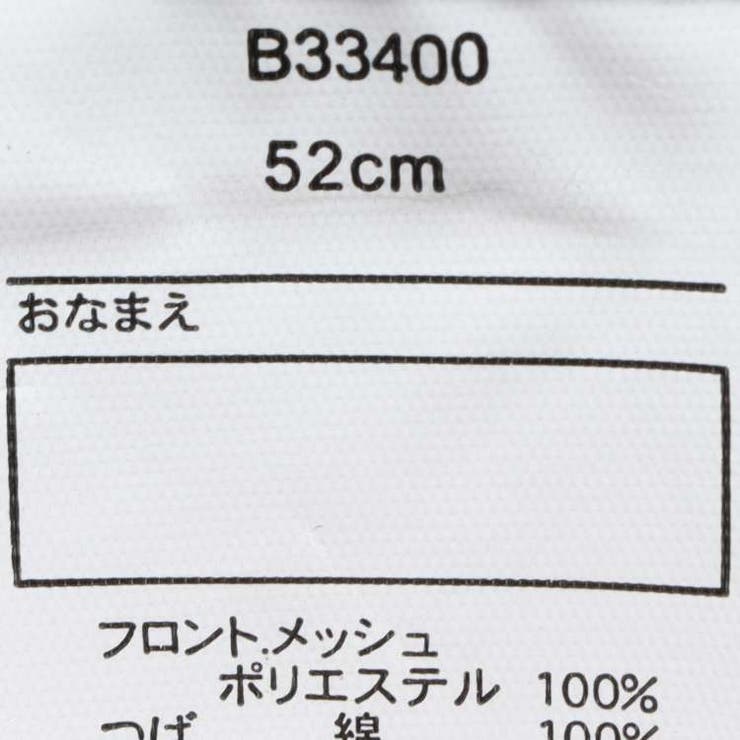 B33400
52cm
おなまえ
フロント.メッシュ
ポリエステル 100%
つば 綿 100%